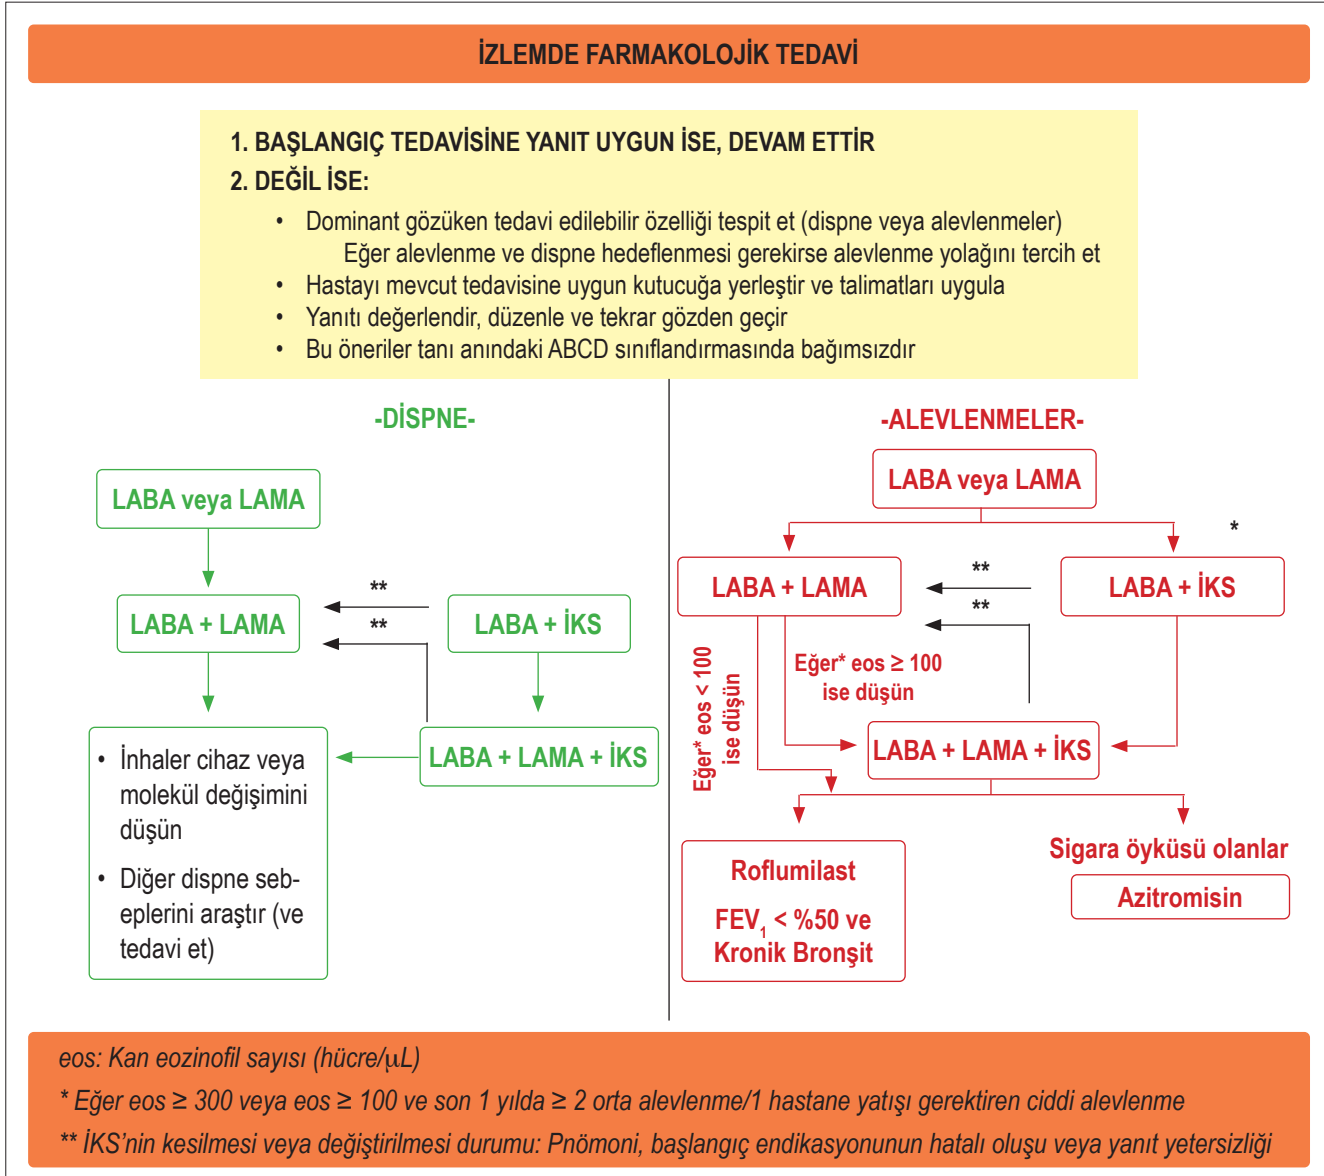 İZLEMDE FARMAKOLOJİK TEDAVİ
1. BAŞLANGIÇ TEDAVİSİNE YANIT UYGUN İSE, DEVAM ETTİR
2. DEĞİL İSE:
• Dominant gözüken tedavi edilebilir özelliği tespit et (dispne veya alevlenmeler)
Eğer alevlenme ve dispne hedeflenmesi gerekirse alevlenme yolağını tercih et
• Hastayı mevcut tedavisine uygun kutucuğa yerleştir ve talimatları uygula
• Yanıtı değerlendir, düzenle ve tekrar gözden geçir
• Bu öneriler tanı anındaki ABCD sınıflandırmasında bağımsızdır
-DİSPNE-
LABA veya LAMA
LABA + LAMA
**
**
LABA + İKS
LABA + LAMA + İKS
• İnhaler cihaz veya
molekül değişimini
düşün
• Diğer dispne seb-
eplerini araştır (ve
tedavi et)
-ALEVLENMELER-
LABA veya LAMA
*
LABA + LAMA
**
**
LABA + İKS
Eğer* eos < 100
ise düşün
Eğer* eos ≥ 100
ise düşün
LABA + LAMA + İKS
Roflumilast
FEV₁ < %50 ve
Kronik Bronşit
Sigara öyküsü olanlar
Azitromisin
eos: Kan eozinofil sayısı (hücre/µL)
* Eğer eos ≥ 300 veya eos ≥ 100 ve son 1 yılda ≥ 2 orta alevlenme/1 hastane yatışı gerektiren ciddi alevlenme
** İKS'nin kesilmesi veya değiştirilmesi durumu: Pnömoni, başlangıç endikasyonunun hatalı oluşu veya yanıt yetersizliği